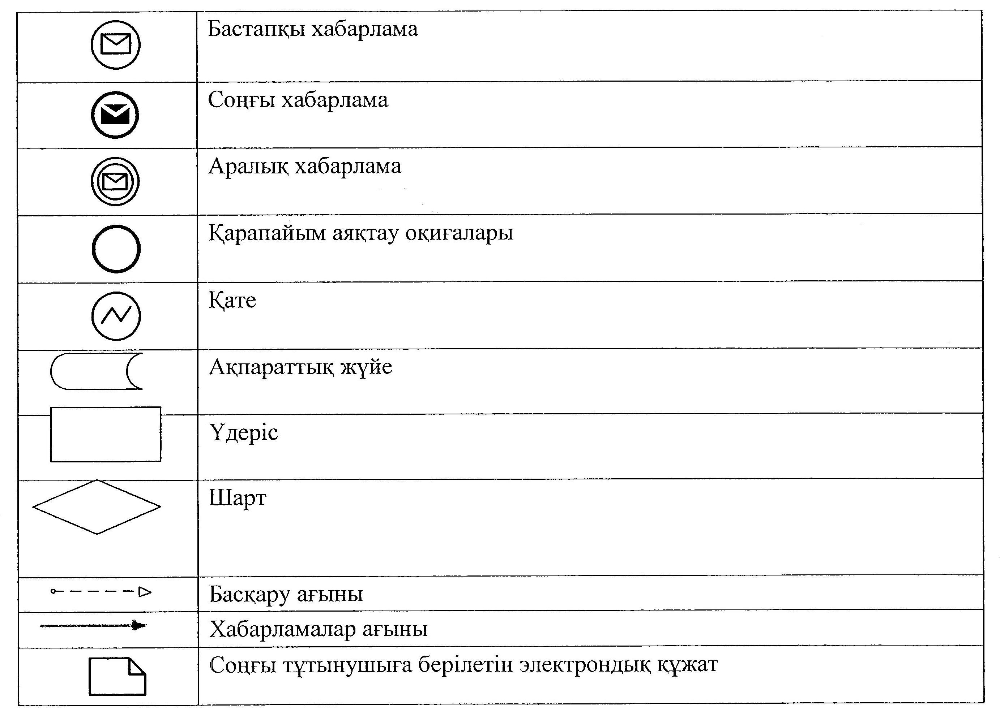 Бастапқы хабарлама
Соңғы хабарлама
Аралық хабарлама
Қарапайым аяқтау оқиғалары
Қате
Ақпараттық жүйе
Үдеріс
Шарт
Басқару ағыны
Хабарламалар ағыны
Соңғы тұтынушыға берілетін электрондық құжат